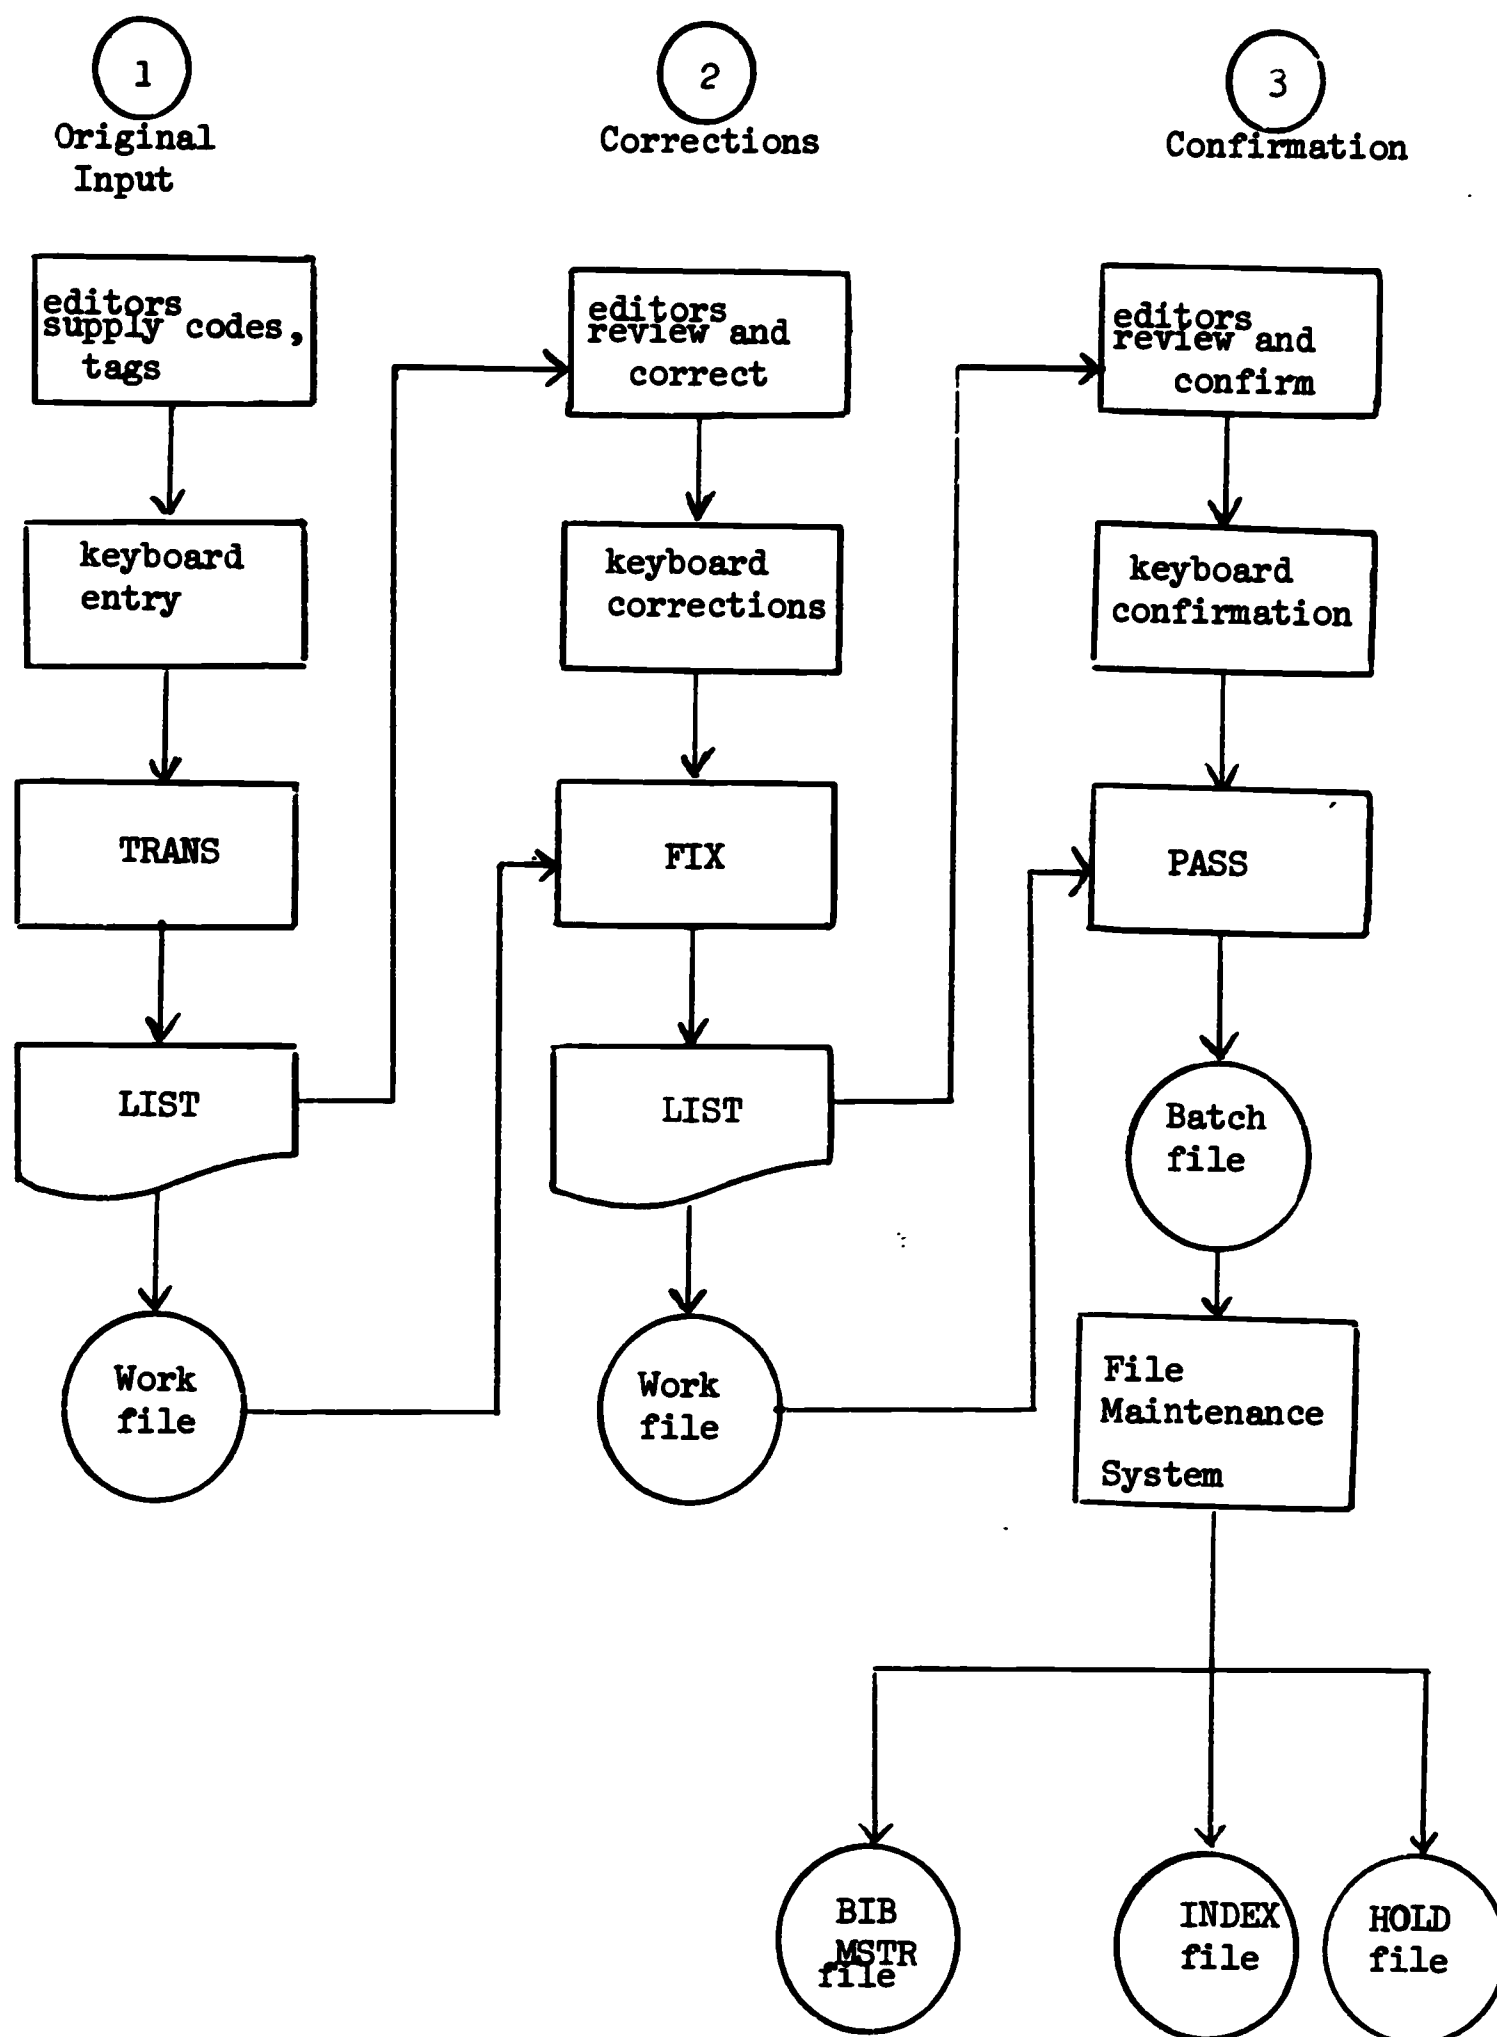 1
Original
Input
editors
supply codes,
tags
keyboard
entry
TRANS
LIST
Work
file
2
Corrections
editors
review and
correct
keyboard
corrections
FIX
LIST
Work
file
3
Confirmation
editors
review and
confirm
keyboard
confirmation
PASS
Batch
file
File
Maintenance
System
BIB
MSTR
file
INDEX
file
HOLD
file